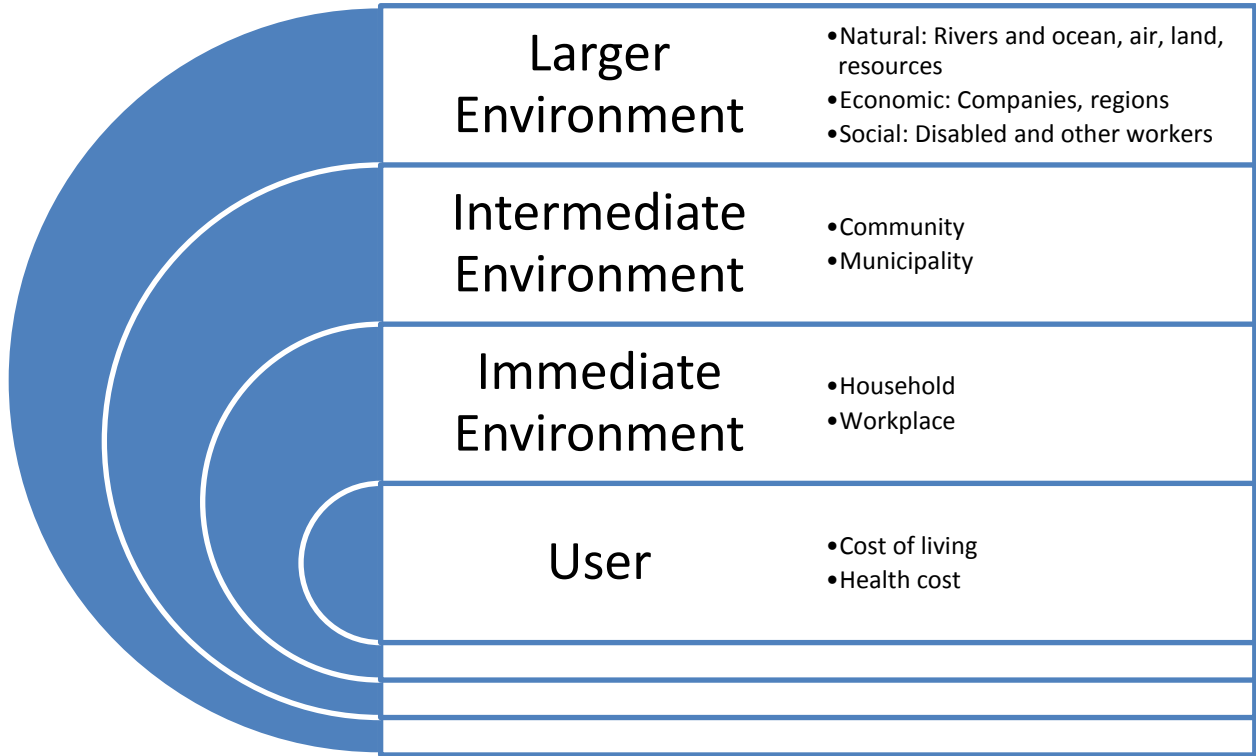 Larger
Environment
•Natural: Rivers and ocean, air, land,
resources
•Economic: Companies, regions
•Social: Disabled and other workers
Intermediate
Environment
•Community
•Municipality
Immediate
Environment
•Household
•Workplace
User
•Cost of living
•Health cost